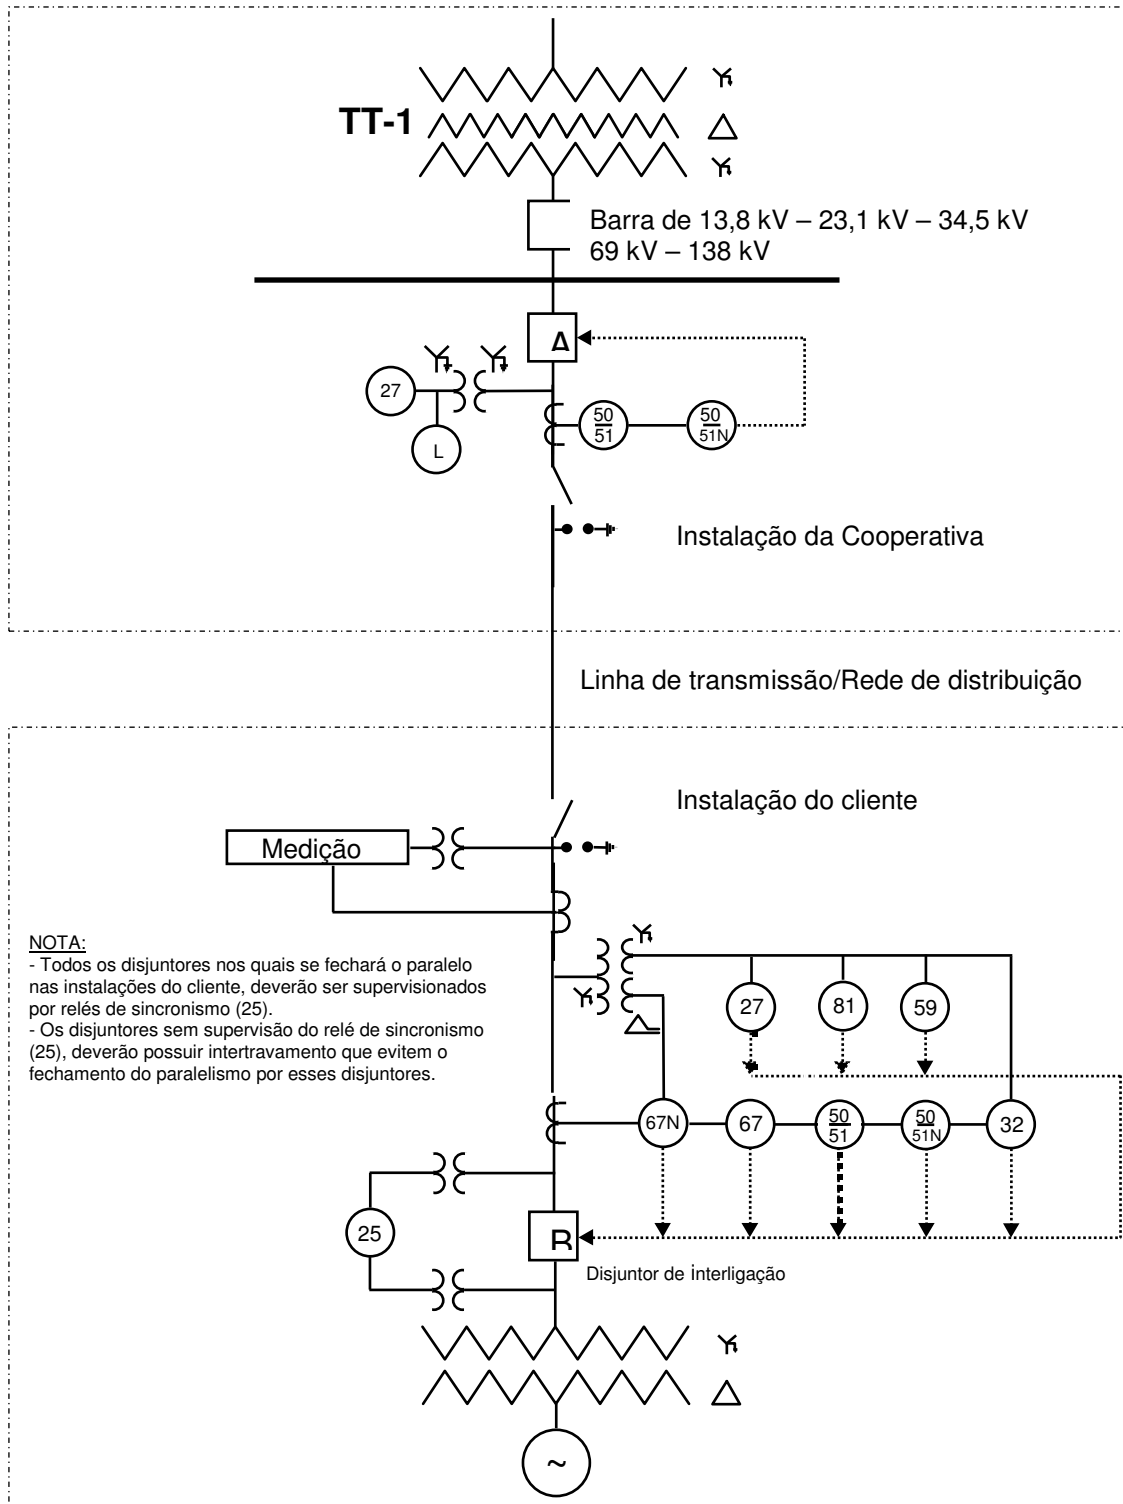 TT-1
Barra de 13,8 kV – 23,1 kV – 34,5 kV
69 kV – 138 kV
A
27
L
50
51
50
51N
Instalação da Cooperativa
Linha de transmissão/Rede de distribuição
Instalação do cliente
Medição
NOTA:
- Todos os disjuntores nos quais se fechará o paralelo
nas instalações do cliente, deverão ser supervisionados
por relés de sincronismo (25).
- Os disjuntores sem supervisão do relé de sincronismo
(25), deverão possuir intertravamento que evitem o
fechamento do paralelismo por esses disjuntores.
27
81
59
67N
67
50
51
50
51N
32
25
Disjuntor de interligação
~